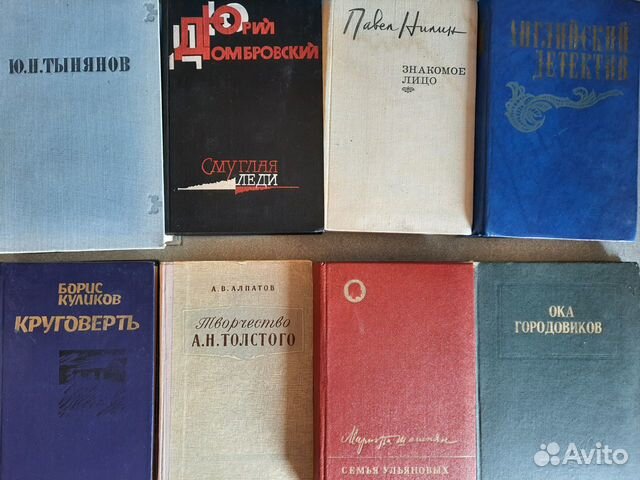 Ю.Н.ТЫНЯНОВ
ЮРИЙ
ДОМБРОВСКИЙ
СМУГЛАЯ
ЛЕДИ
Павел Нилин
ЗНАКОМОЕ
ЛИЦО
АНГЛИЙСКИЙ
ДЕТЕКТИВ
БОРИС
КУЛИКОВ
КРУГОВЕРТЬ
А.В.АЛПАТОВ
Творчество
А.Н.ТОЛСТОГО
Мариэтта Шагинян
СЕМЬЯ УЛЬЯНОВЫХ
ОКА
ГОРОДОВИКОВ
Avito